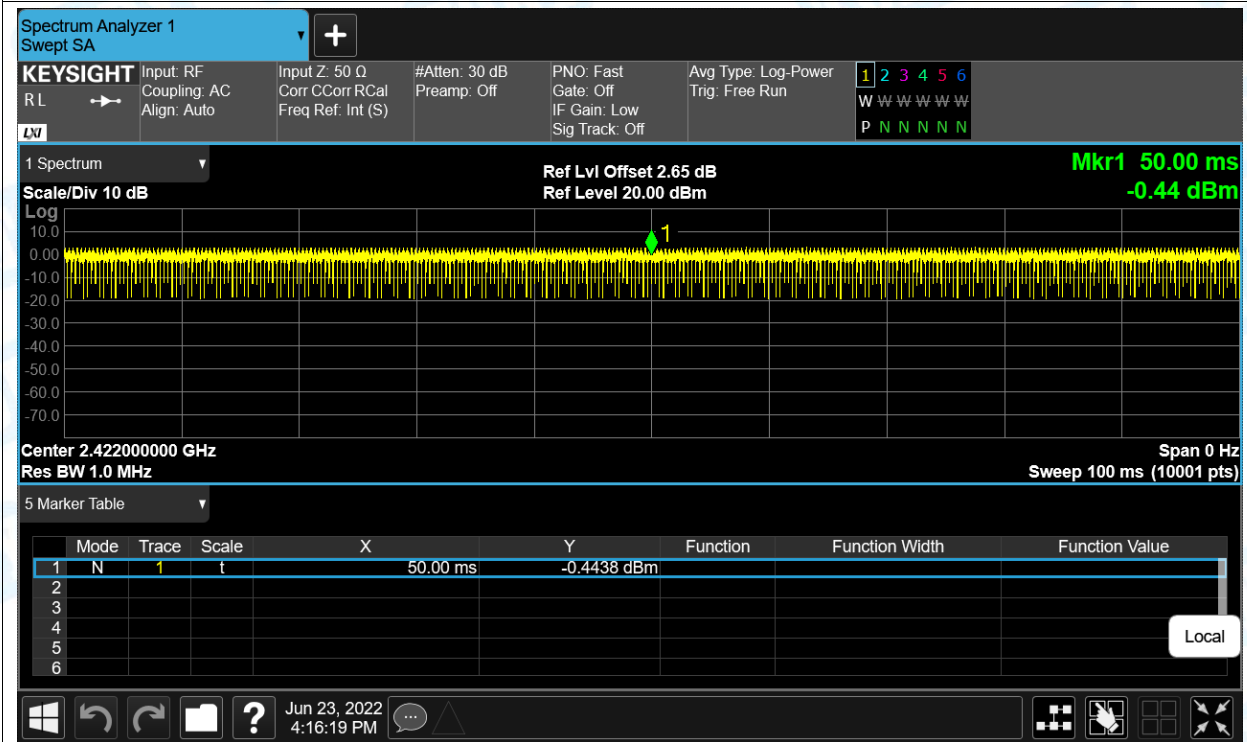 Spectrum Analyzer 1
Swept SA
KEYSIGHT
R L
LXI
Input: RF
Coupling: AC
Align: Auto
Input Z: 50 Ω
Corr CCorr RCal
Freq Ref: Int (S)
#Atten: 30 dB
Preamp: Off
PNO: Fast
Gate: Off
IF Gain: Low
Sig Track: Off
Avg Type: Log-Power
Trig: Free Run
1 2 3 4 5 6
W W W W W W
P N N N N N
1 Spectrum
Scale/Div 10 dB
Ref Lvl Offset 2.65 dB
Ref Level 20.00 dBm
Mkr1 50.00 ms
-0.44 dBm
Log
10.0
0.00
-10.0
-20.0
-30.0
-40.0
-50.0
-60.0
-70.0
1
Center 2.422000000 GHz
Res BW 1.0 MHz
Span 0 Hz
Sweep 100 ms (10001 pts)
5 Marker Table
Mode Trace Scale X Y Function Function Width Function Value
1 N 1 t 50.00 ms -0.4438 dBm
2
3
4
5
6
Local
?
Jun 23, 2022
4:16:19 PM